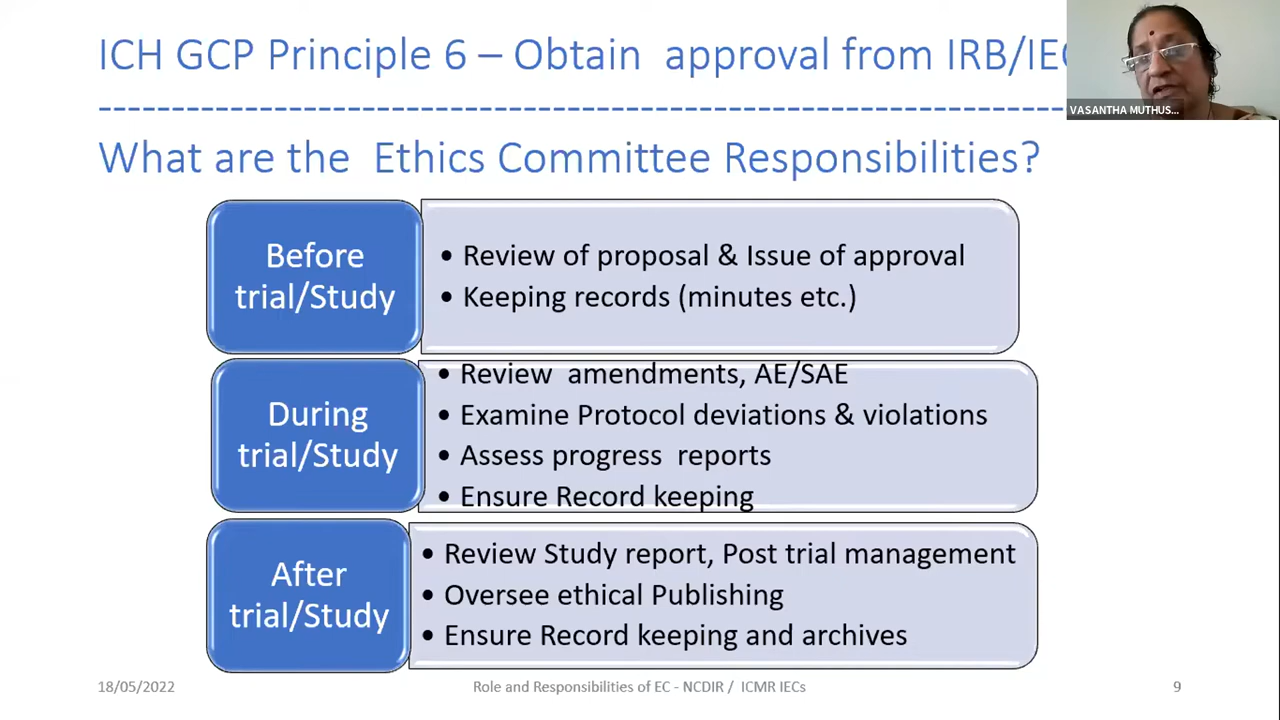 ICH GCP Principle 6 – Obtain approval from IRB/IEC
VASANTHA MUTHUS...
What are the Ethics Committee Responsibilities?
Before
trial/Study
• Review of proposal & Issue of approval
• Keeping records (minutes etc.)
During
trial/Study
• Review amendments, AE/SAE
• Examine Protocol deviations & violations
• Assess progress reports
• Ensure Record keeping
After
trial/Study
• Review Study report, Post trial management
• Oversee ethical Publishing
• Ensure Record keeping and archives
18/05/2022
Role and Responsibilities of EC - NCDIR / ICMR IECs
9